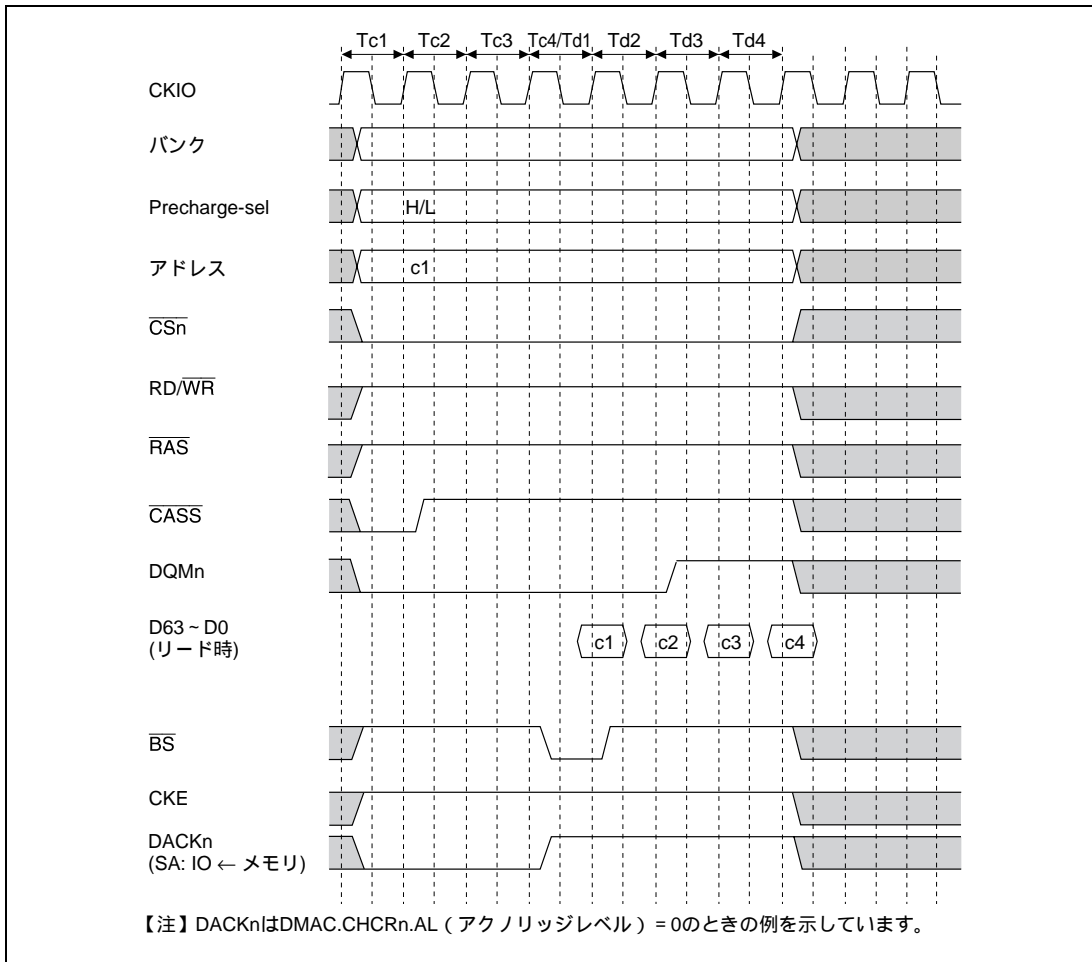 Tc1 Tc2 Tc3 Tc4/Td1 Td2 Td3 Td4
CKIO
バンク
Precharge-sel H/L
アドレス c1
CSn
RD/WR
RAS
CASS
DQMn
D63~D0
(リード時) c1 c2 c3 c4
BS
CKE
DACKn
(SA: IO ← メモリ)
【注】DACKnはDMAC.CHCRn.AL(アクノリッジレベル)= 0のときの例を示しています。